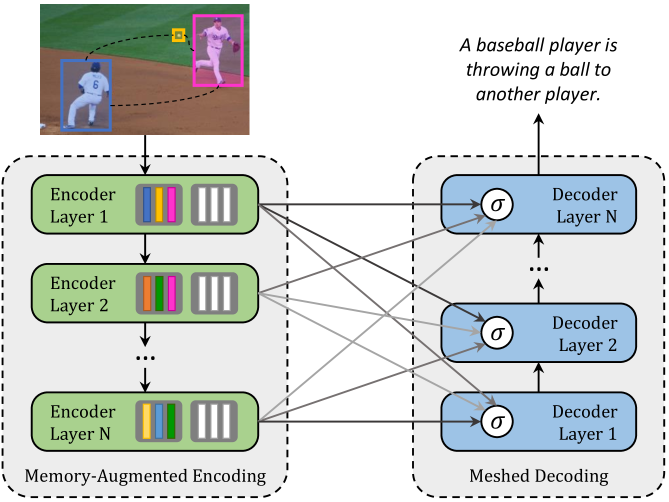 A baseball player is
throwing a ball to
another player.
6
Encoder
Layer 1
Encoder
Layer 2
...
Encoder
Layer N
Memory-Augmented Encoding
σ
Decoder
Layer N
...
σ
Decoder
Layer 2
σ
Decoder
Layer 1
Meshed Decoding